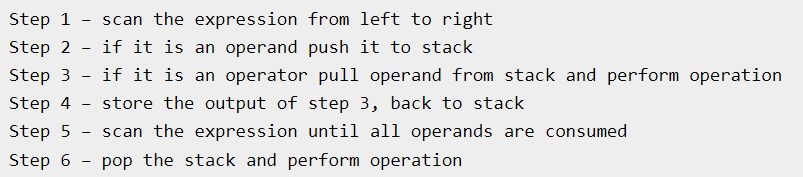 Step 1 – scan the expression from left to right
Step 2 – if it is an operand push it to stack
Step 3 – if it is an operator pull operand from stack and perform operation
Step 4 – store the output of step 3, back to stack
Step 5 – scan the expression until all operands are consumed
Step 6 – pop the stack and perform operation